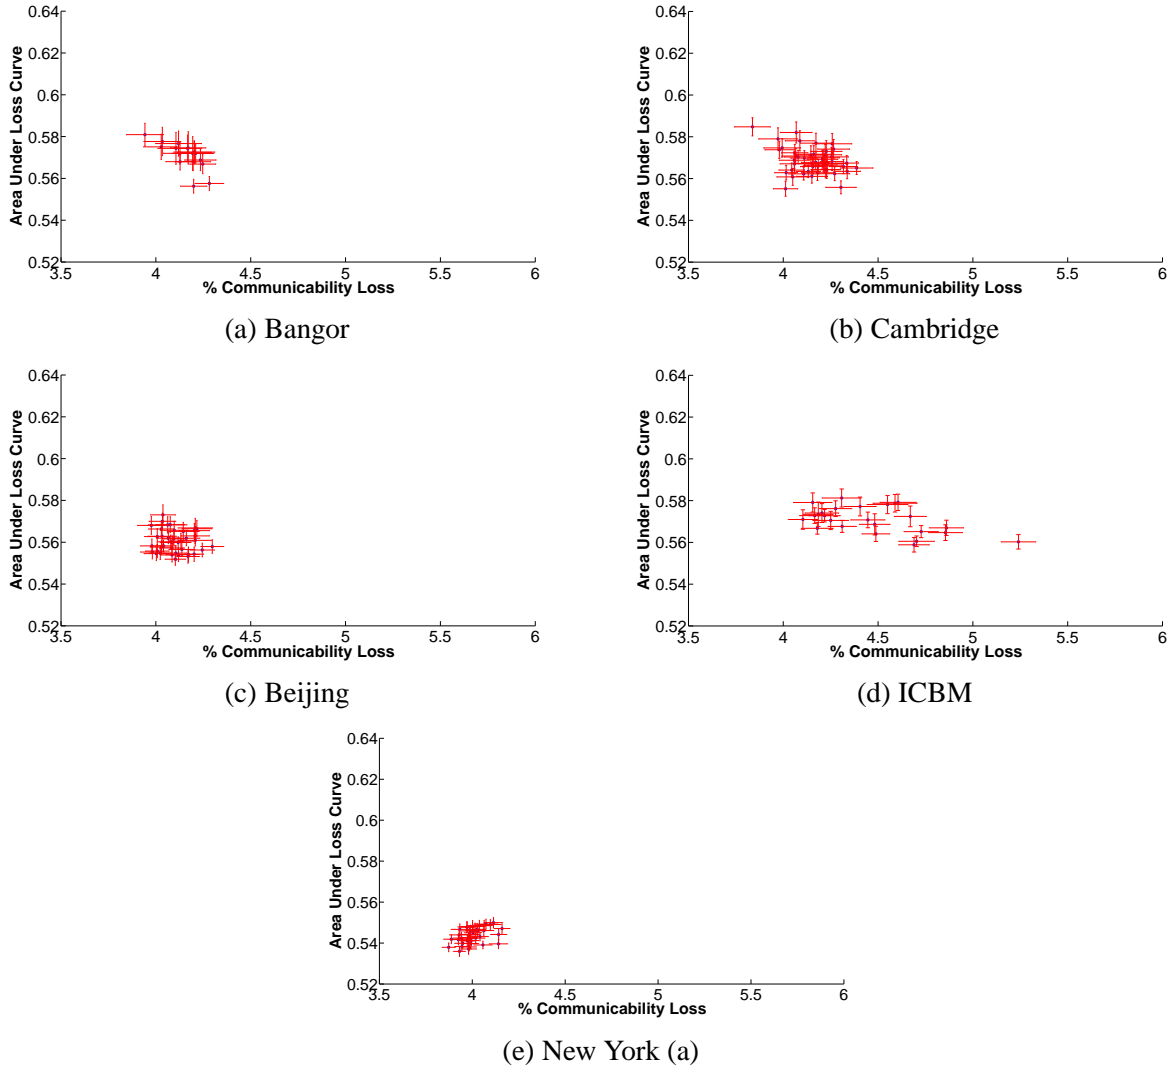 0.64
0.62
0.6
0.58
0.56
0.54
0.52
Area Under Loss Curve
3.5 4 4.5 5 5.5 6
% Communicability Loss
(a) Bangor
0.64
0.62
0.6
0.58
0.56
0.54
0.52
Area Under Loss Curve
3.5 4 4.5 5 5.5 6
% Communicability Loss
(b) Cambridge
0.64
0.62
0.6
0.58
0.56
0.54
0.52
Area Under Loss Curve
3.5 4 4.5 5 5.5 6
% Communicability Loss
(c) Beijing
0.64
0.62
0.6
0.58
0.56
0.54
0.52
Area Under Loss Curve
3.5 4 4.5 5 5.5 6
% Communicability Loss
(d) ICBM
0.64
0.62
0.6
0.58
0.56
0.54
0.52
Area Under Loss Curve
3.5 4 4.5 5 5.5 6
% Communicability Loss
(e) New York (a)